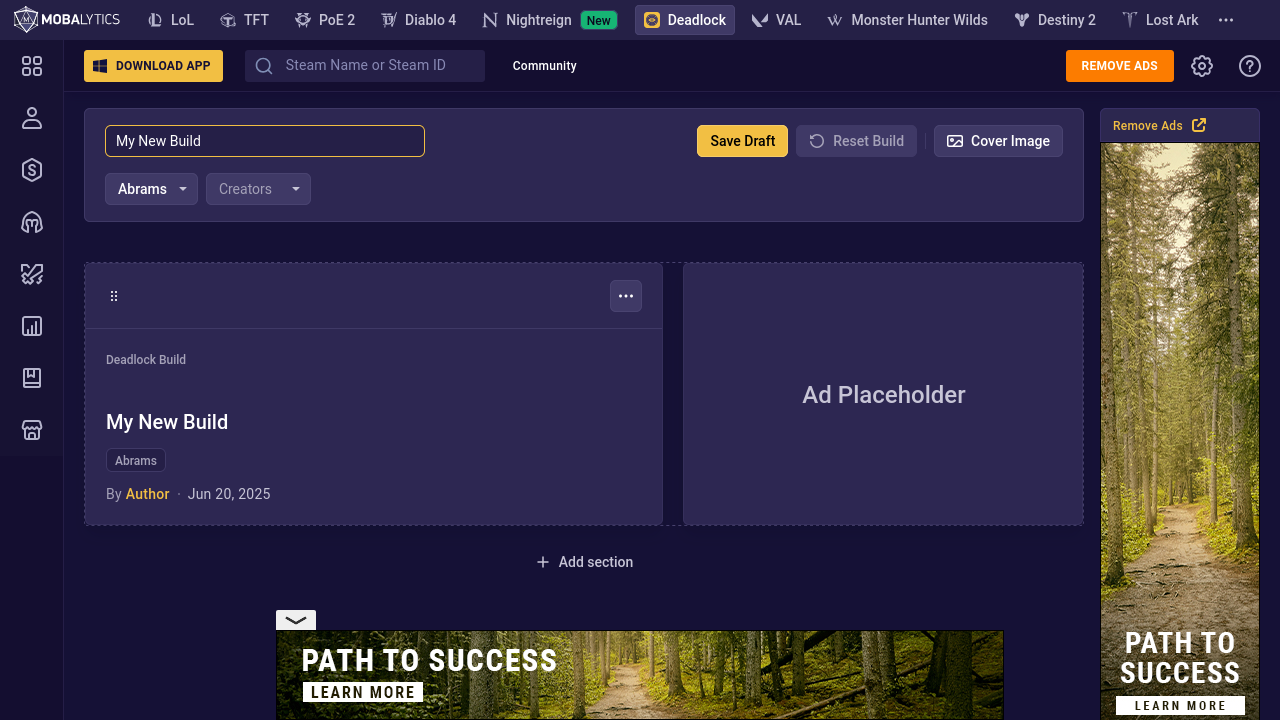 MOBALYTICS
LoL
TFT
PoE 2
Diablo 4
Nightreign New
Deadlock
VAL
Monster Hunter Wilds
Destiny 2
Lost Ark
DOWNLOAD APP
Steam Name or Steam ID
Community
REMOVE ADS
My New Build
Save Draft
Reset Build
Cover Image
Remove Ads
Abrams
Creators
Deadlock Build
My New Build
Abrams
By Author · Jun 20, 2025
Ad Placeholder
Add section
PATH TO SUCCESS
LEARN MORE
PATH TO
SUCCESS
LEARN MORE